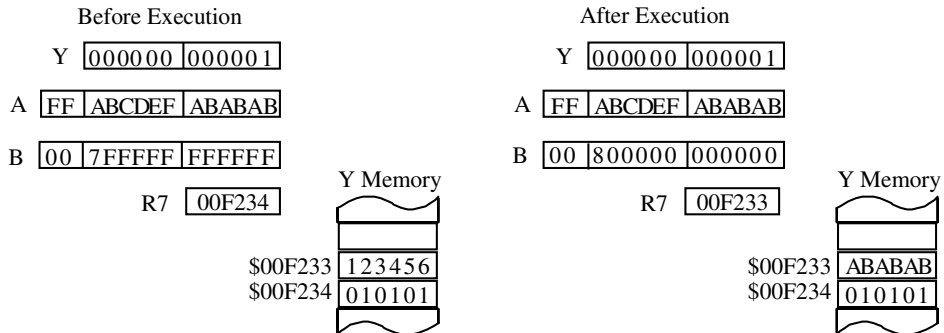 Before Execution
Y 000000 000001
A FF ABCDEF ABABAB
B 00 7FFFFF FFFFFF
R7 00F234
Y Memory
$00F233 123456
$00F234 010101
After Execution
Y 000000 000001
A FF ABCDEF ABABAB
B 00 800000 000000
R7 00F233
Y Memory
$00F233 ABABAB
$00F234 010101